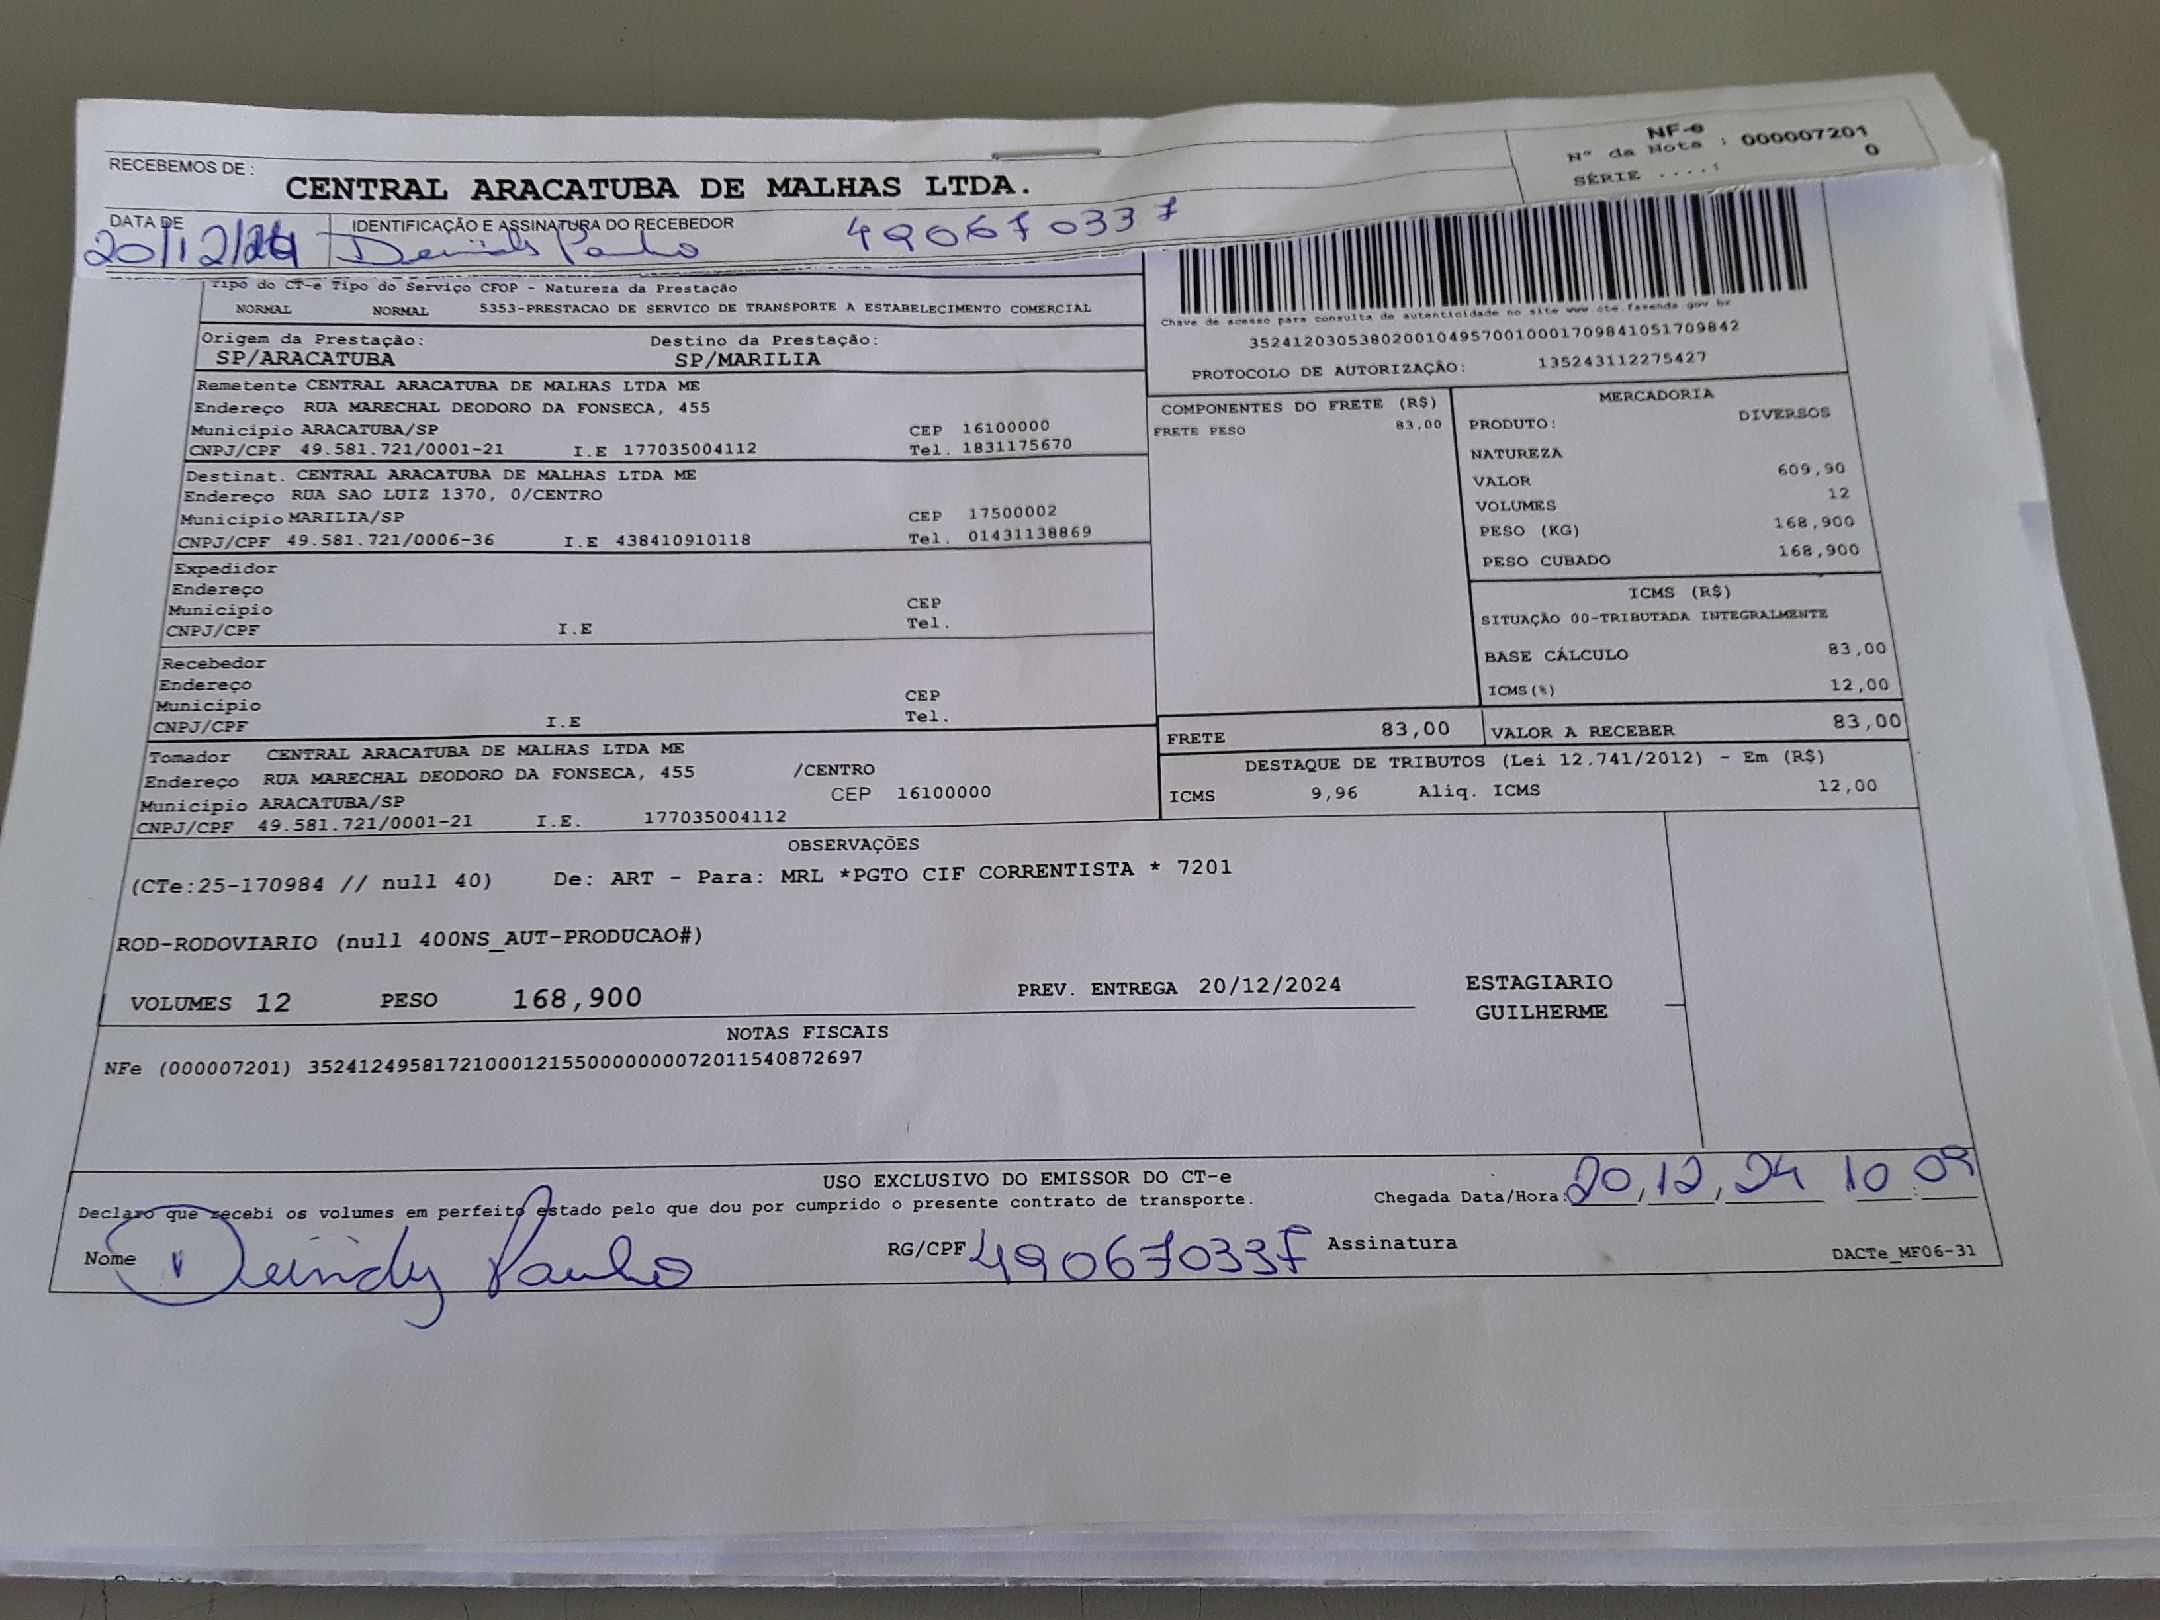 RECEBEMOS DE :
CENTRAL ARACATUBA DE MALHAS LTDA.
NF-e
Nº da Nota : 000007201
SÉRIE ....: 0
DATA DE
IDENTIFICAÇÃO E ASSINATURA DO RECEBEDOR
20/12/24
490670337
Tipo do CT-e Tipo do Serviço CFOP - Natureza da Prestação
NORMAL NORMAL 5353-PRESTACAO DE SERVICO DE TRANSPORTE A ESTABELECIMENTO COMERCIAL
Chave de acesso para consulta de autenticidade no site www.cte.fazenda.gov.br
35241203053802001049570010001709841051709842
PROTOCOLO DE AUTORIZAÇÃO: 135243112275427
Origem da Prestação: Destino da Prestação:
SP/ARACATUBA SP/MARILIA
Remetente CENTRAL ARACATUBA DE MALHAS LTDA ME
Endereço RUA MARECHAL DEODORO DA FONSECA, 455
Município ARACATUBA/SP CEP 16100000
CNPJ/CPF 49.581.721/0001-21 I.E 177035004112 Tel. 1831175670
Destinat. CENTRAL ARACATUBA DE MALHAS LTDA ME
Endereço RUA SAO LUIZ 1370, 0/CENTRO
Município MARILIA/SP CEP 17500002
CNPJ/CPF 49.581.721/0006-36 I.E 438410910118 Tel. 01431138869
Expedidor
Endereço
Município CEP
CNPJ/CPF I.E Tel.
Recebedor
Endereço
Município CEP
CNPJ/CPF I.E Tel.
Tomador CENTRAL ARACATUBA DE MALHAS LTDA ME
Endereço RUA MARECHAL DEODORO DA FONSECA, 455 /CENTRO
Município ARACATUBA/SP CEP 16100000
CNPJ/CPF 49.581.721/0001-21 I.E. 177035004112
COMPONENTES DO FRETE (R$)
FRETE PESO 83,00
MERCADORIA
PRODUTO: DIVERSOS
NATUREZA
VALOR 609,90
VOLUMES 12
PESO (KG) 168,900
PESO CUBADO 168,900
ICMS (R$)
SITUAÇÃO 00-TRIBUTADA INTEGRALMENTE
BASE CÁLCULO 83,00
ICMS(%) 12,00
FRETE 83,00 VALOR A RECEBER 83,00
DESTAQUE DE TRIBUTOS (Lei 12.741/2012) - Em (R$)
ICMS 9,96 Aliq. ICMS 12,00
OBSERVAÇÕES
(CTe:25-170984 // null 40) De: ART - Para: MRL *PGTO CIF CORRENTISTA * 7201
ROD-RODOVIARIO (null 400NS_AUT-PRODUCAO#)
VOLUMES 12 PESO 168,900 PREV. ENTREGA 20/12/2024
ESTAGIARIO
GUILHERME
NOTAS FISCAIS
NFe (000007201) 35241249581721000121550000000072011540872697
USO EXCLUSIVO DO EMISSOR DO CT-e
Declaro que recebi os volumes em perfeito estado pelo que dou por cumprido o presente contrato de transporte. Chegada Data/Hora: 20/12/24 10:09
Nome RG/CPF 490670337 Assinatura
DACTe_MF06-31